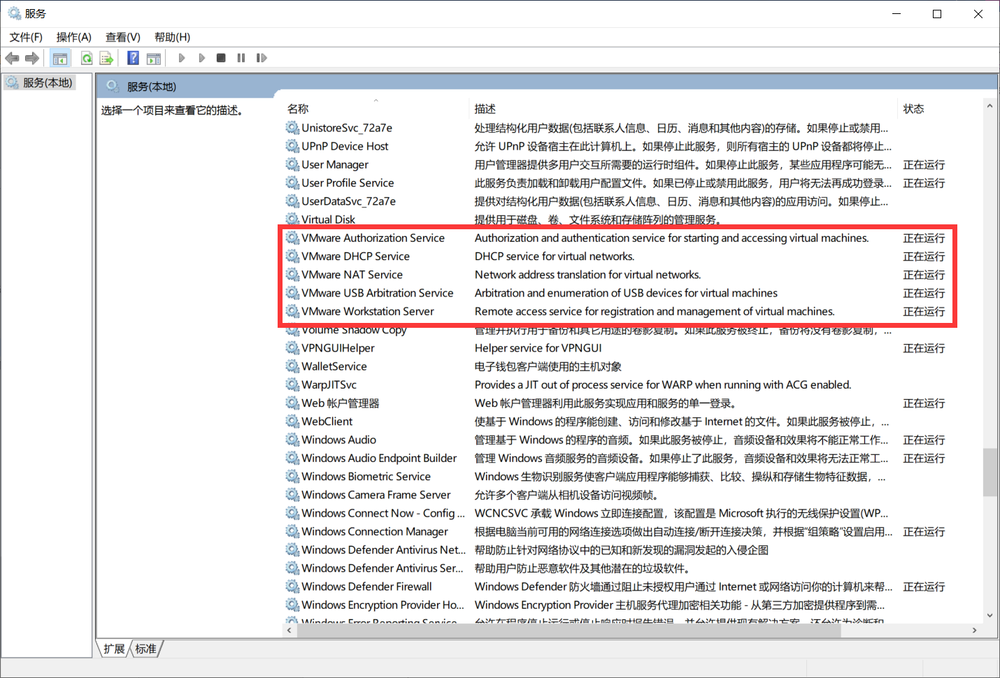 服务
文件(F) 操作(A) 查看(V) 帮助(H)
服务(本地)
服务(本地)
选择一个项目来查看它的描述。
名称 描述 状态
UnistoreSvc_72a7e 处理结构化用户数据(包括联系人信息、日历、消息和其他内容)的存储。如果停止或禁用...
UPnP Device Host 允许 UPnP 设备宿主在此计算机上。如果停止此服务，则所有宿主的 UPnP 设备都将停止...
User Manager 用户管理器提供多用户交互所需要的运行时组件。如果停止此服务，某些应用程序可能无... 正在运行
User Profile Service 此服务负责加载和卸载用户配置文件。如果已停止或禁用此服务，用户将无法再成功登录... 正在运行
UserDataSvc_72a7e 提供对结构化用户数据(包括联系人信息、日历、消息和其他内容)的应用访问。如果停止...
Virtual Disk 提供用于磁盘、卷、文件系统和存储阵列的管理服务。
VMware Authorization Service Authorization and authentication service for starting and accessing virtual machines. 正在运行
VMware DHCP Service DHCP service for virtual networks. 正在运行
VMware NAT Service Network address translation for virtual networks. 正在运行
VMware USB Arbitration Service Arbitration and enumeration of USB devices for virtual machines 正在运行
VMware Workstation Server Remote access service for registration and management of virtual machines. 正在运行
Volume Shadow Copy 管理并执行用于备份和其它用途的卷影复制。如果此服务被终止，备份将没有卷影复制，...
VPNGUIHelper Helper service for VPNGUI 正在运行
WalletService 电子钱包客户端使用的主机对象
WarpJITSvc Provides a JIT out of process service for WARP when running with ACG enabled.
Web 帐户管理器 Web 帐户管理器利用此服务实现应用和服务的单一登录。 正在运行
WebClient 使基于 Windows 的程序能创建、访问和修改基于 Internet 的文件。如果此服务被停止，...
Windows Audio 管理基于 Windows 的程序的音频。如果此服务被停止，音频设备和效果将不能正常工作... 正在运行
Windows Audio Endpoint Builder 管理 Windows 音频服务的音频设备。如果停止了此服务，音频设备和效果将无法正常工... 正在运行
Windows Biometric Service Windows 生物识别服务使客户端应用程序能够捕获、比较、操纵和存储生物特征数据，...
Windows Camera Frame Server 允许多个客户端从相机设备访问视频帧。
Windows Connect Now - Config ... WCNCSVC 承载 Windows 立即连接配置，该配置是 Microsoft 执行的无线保护设置(WP...
Windows Connection Manager 根据电脑当前可用的网络连接选项做出自动连接/断开连接决策，并根据“组策略”设置启用... 正在运行
Windows Defender Antivirus Net... 帮助防止针对网络协议中的已知和新发现的漏洞发起的入侵企图
Windows Defender Antivirus Ser... 帮助用户防止恶意软件及其他潜在的垃圾软件。
Windows Defender Firewall Windows Defender 防火墙通过阻止未授权用户通过 Internet 或网络访问你的计算机来帮... 正在运行
Windows Encryption Provider Ho... Windows Encryption Provider 主机服务代理加密相关功能 - 从第三方加密提供程序到需...
Windows Error Reporting Service 允许在程序停止运行或停止响应时报告错误，并允许提供现有解决方案。还允许为诊断和
扩展 标准